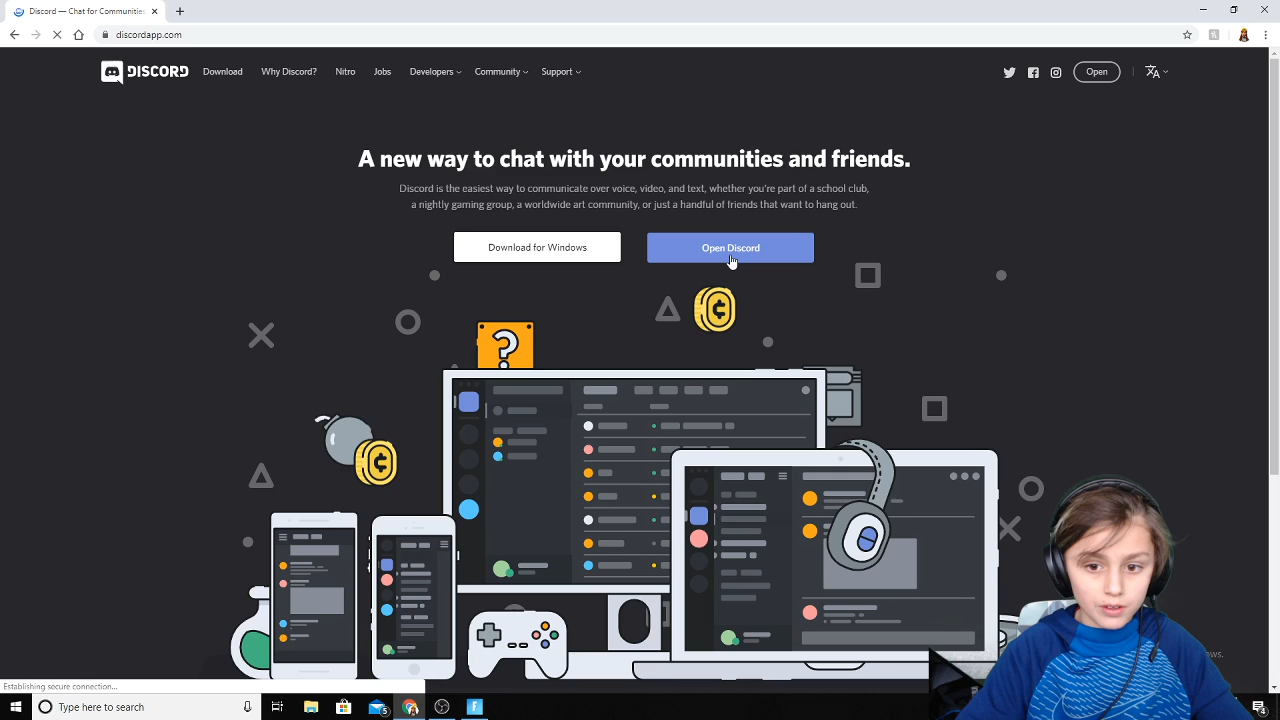 Discord — Chat for Communities
discordapp.com
DISCORD
Download
Why Discord?
Nitro
Jobs
Developers
Community
Support
Open
A new way to chat with your communities and friends.
Discord is the easiest way to communicate over voice, video, and text, whether you're part of a school club,
a nightly gaming group, a worldwide art community, or just a handful of friends that want to hang out.
Download for Windows
Open Discord
?
Establishing secure connection...
Type here to search
5
4